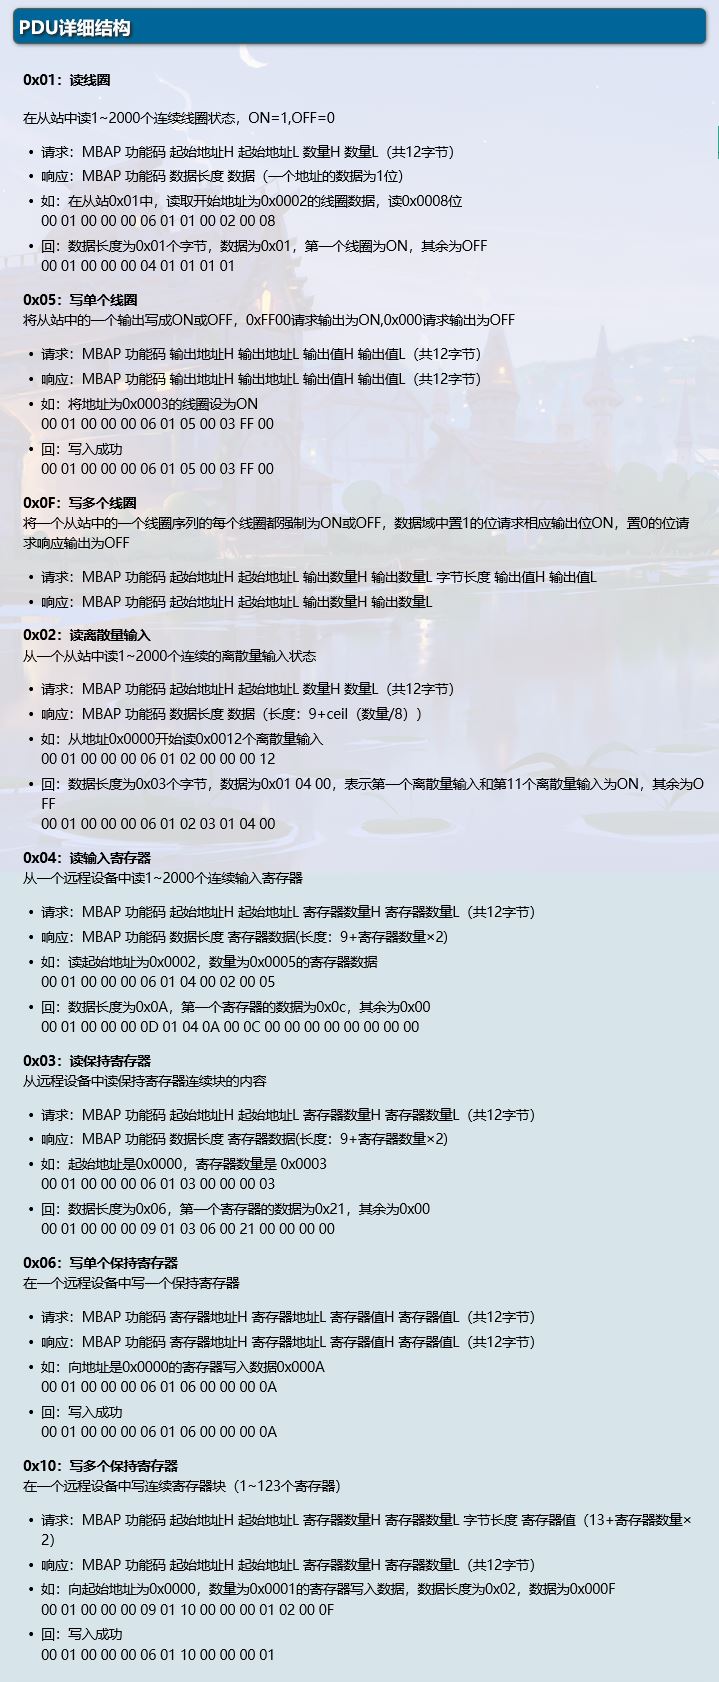 PDU详细结构
0x01：读线圈
在从站中读1~2000个连续线圈状态，ON=1,OFF=0
• 请求：MBAP 功能码 起始地址H 起始地址L 数量H 数量L（共12字节）
• 响应：MBAP 功能码 数据长度 数据（一个地址的数据为1位）
• 如：在从站0x01中，读取开始地址为0x0002的线圈数据，读0x0008位
00 01 00 00 00 06 01 01 00 02 00 08
• 回：数据长度为0x01个字节，数据为0x01，第一个线圈为ON，其余为OFF
00 01 00 00 00 04 01 01 01 01
0x05：写单个线圈
将从站中的一个输出写成ON或OFF，0xFF00请求输出为ON,0x000请求输出为OFF
• 请求：MBAP 功能码 输出地址H 输出地址L 输出值H 输出值L（共12字节）
• 响应：MBAP 功能码 输出地址H 输出地址L 输出值H 输出值L（共12字节）
• 如：将地址为0x0003的线圈设为ON
00 01 00 00 00 06 01 05 00 03 FF 00
• 回：写入成功
00 01 00 00 00 06 01 05 00 03 FF 00
0x0F：写多个线圈
将一个从站中的一个线圈序列的每个线圈都强制为ON或OFF，数据域中置1的位请求相应输出位ON，置0的位请
求响应输出为OFF
• 请求：MBAP 功能码 起始地址H 起始地址L 输出数量H 输出数量L 字节长度 输出值H 输出值L
• 响应：MBAP 功能码 起始地址H 起始地址L 输出数量H 输出数量L
0x02：读离散量输入
从一个从站中读1~2000个连续的离散量输入状态
• 请求：MBAP 功能码 起始地址H 起始地址L 数量H 数量L（共12字节）
• 响应：MBAP 功能码 数据长度 数据（长度：9+ceil（数量/8））
• 如：从地址0x0000开始读0x0012个离散量输入
00 01 00 00 00 06 01 02 00 00 00 12
• 回：数据长度为0x03个字节，数据为0x01 04 00，表示第一个离散量输入和第11个离散量输入为ON，其余为O
FF
00 01 00 00 00 06 01 02 03 01 04 00
0x04：读输入寄存器
从一个远程设备中读1~2000个连续输入寄存器
• 请求：MBAP 功能码 起始地址H 起始地址L 寄存器数量H 寄存器数量L（共12字节）
• 响应：MBAP 功能码 数据长度 寄存器数据(长度：9+寄存器数量×2)
• 如：读起始地址为0x0002，数量为0x0005的寄存器数据
00 01 00 00 00 06 01 04 00 02 00 05
• 回：数据长度为0x0A，第一个寄存器的数据为0x0c，其余为0x00
00 01 00 00 00 0D 01 04 0A 00 0C 00 00 00 00 00 00 00 00
0x03：读保持寄存器
从远程设备中读保持寄存器连续块的内容
• 请求：MBAP 功能码 起始地址H 起始地址L 寄存器数量H 寄存器数量L（共12字节）
• 响应：MBAP 功能码 数据长度 寄存器数据(长度：9+寄存器数量×2)
• 如：起始地址是0x0000，寄存器数量是 0x0003
00 01 00 00 00 06 01 03 00 00 00 03
• 回：数据长度为0x06，第一个寄存器的数据为0x21，其余为0x00
00 01 00 00 00 09 01 03 06 00 21 00 00 00 00
0x06：写单个保持寄存器
在一个远程设备中写一个保持寄存器
• 请求：MBAP 功能码 寄存器地址H 寄存器地址L 寄存器值H 寄存器值L（共12字节）
• 响应：MBAP 功能码 寄存器地址H 寄存器地址L 寄存器值H 寄存器值L（共12字节）
• 如：向地址是0x0000的寄存器写入数据0x000A
00 01 00 00 00 06 01 06 00 00 00 0A
• 回：写入成功
00 01 00 00 00 06 01 06 00 00 00 0A
0x10：写多个保持寄存器
在一个远程设备中写连续寄存器块（1~123个寄存器）
• 请求：MBAP 功能码 起始地址H 起始地址L 寄存器数量H 寄存器数量L 字节长度 寄存器值（13+寄存器数量×
2）
• 响应：MBAP 功能码 起始地址H 起始地址L 寄存器数量H 寄存器数量L（共12字节）
• 如：向起始地址为0x0000，数量为0x0001的寄存器写入数据，数据长度为0x02，数据为0x000F
00 01 00 00 00 09 01 10 00 00 00 01 02 00 0F
• 回：写入成功
00 01 00 00 00 06 01 10 00 00 00 01